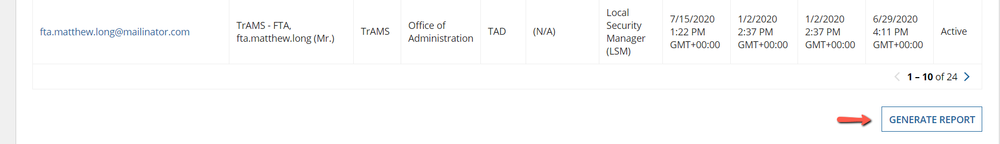 fta.matthew.long@mailinator.com
TrAMS - FTA,
fta.matthew.long (Mr.)
TrAMS
Office of
Administration
TAD
(N/A)
Local
Security
Manager
(LSM)
7/15/2020
1:22 PM
GMT+00:00
1/2/2020
2:37 PM
GMT+00:00
1/2/2020
2:37 PM
GMT+00:00
6/29/2020
4:11 PM
GMT+00:00
Active
1 – 10 of 24
GENERATE REPORT